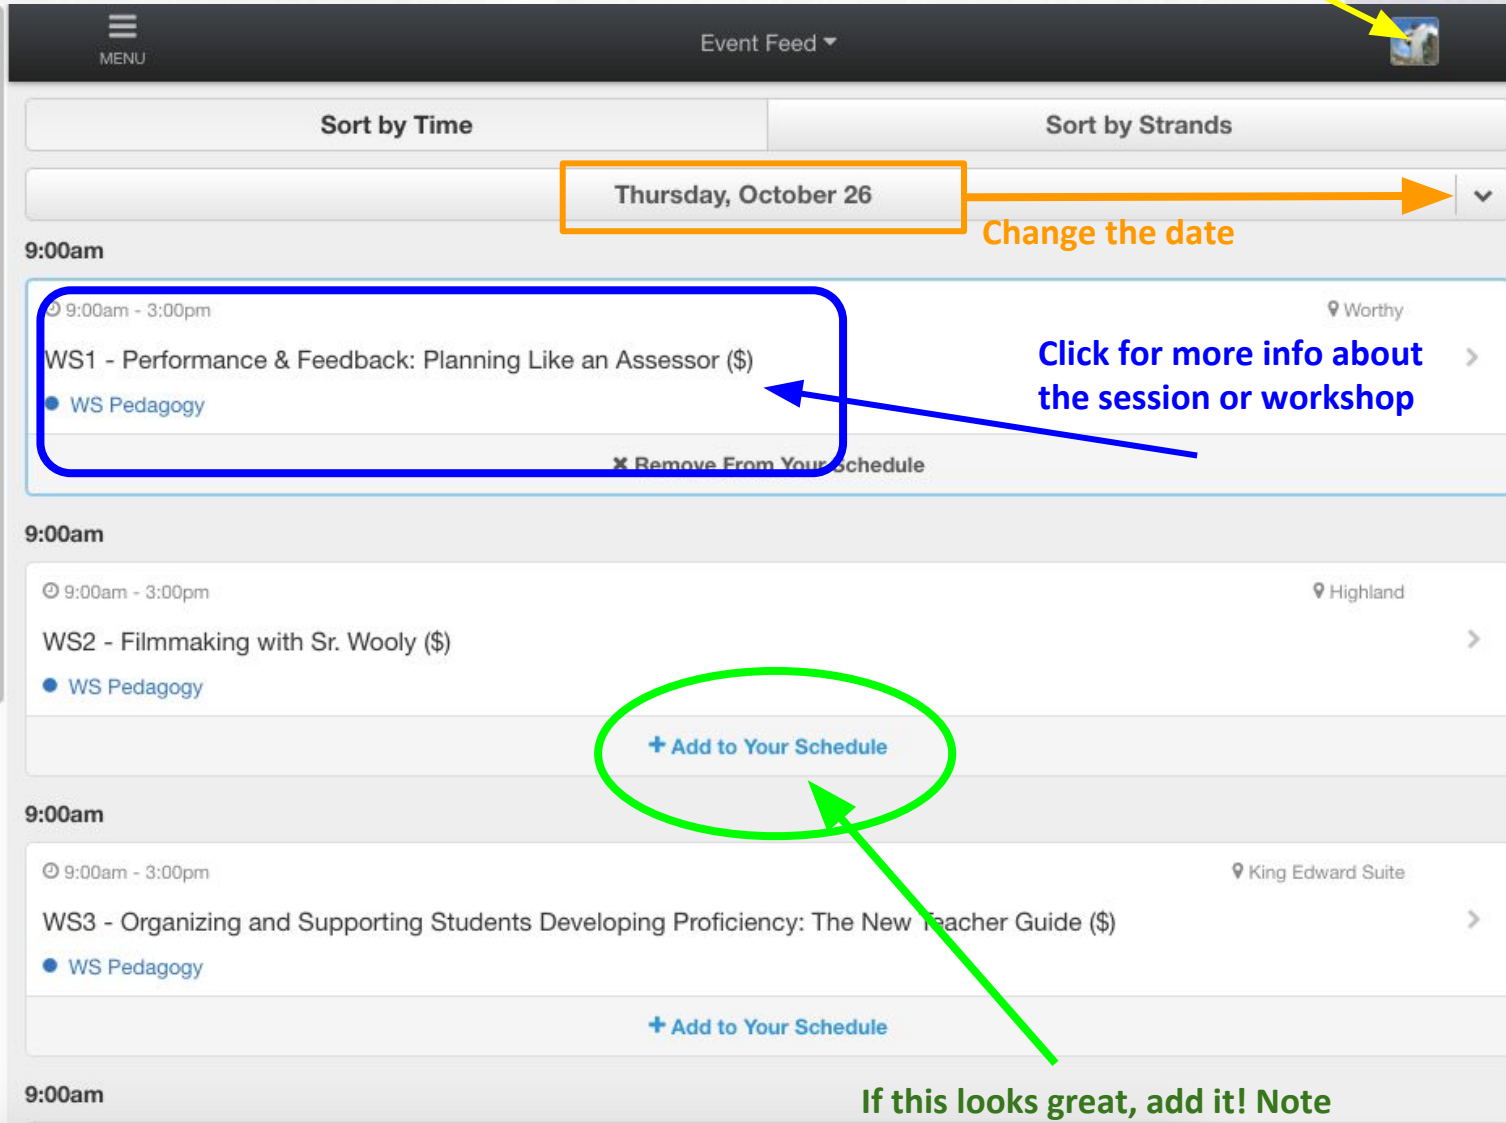 MENU
Event Feed
Sort by Time
Sort by Strands
Thursday, October 26
Change the date
9:00am
9:00am - 3:00pm
Worthy
WS1 - Performance & Feedback: Planning Like an Assessor ($)
WS Pedagogy
Click for more info about
the session or workshop
Remove From Your Schedule
9:00am
9:00am - 3:00pm
Highland
WS2 - Filmmaking with Sr. Wooly ($)
WS Pedagogy
+ Add to Your Schedule
9:00am
9:00am - 3:00pm
King Edward Suite
WS3 - Organizing and Supporting Students Developing Proficiency: The New Teacher Guide ($)
WS Pedagogy
+ Add to Your Schedule
9:00am
If this looks great, add it! Note